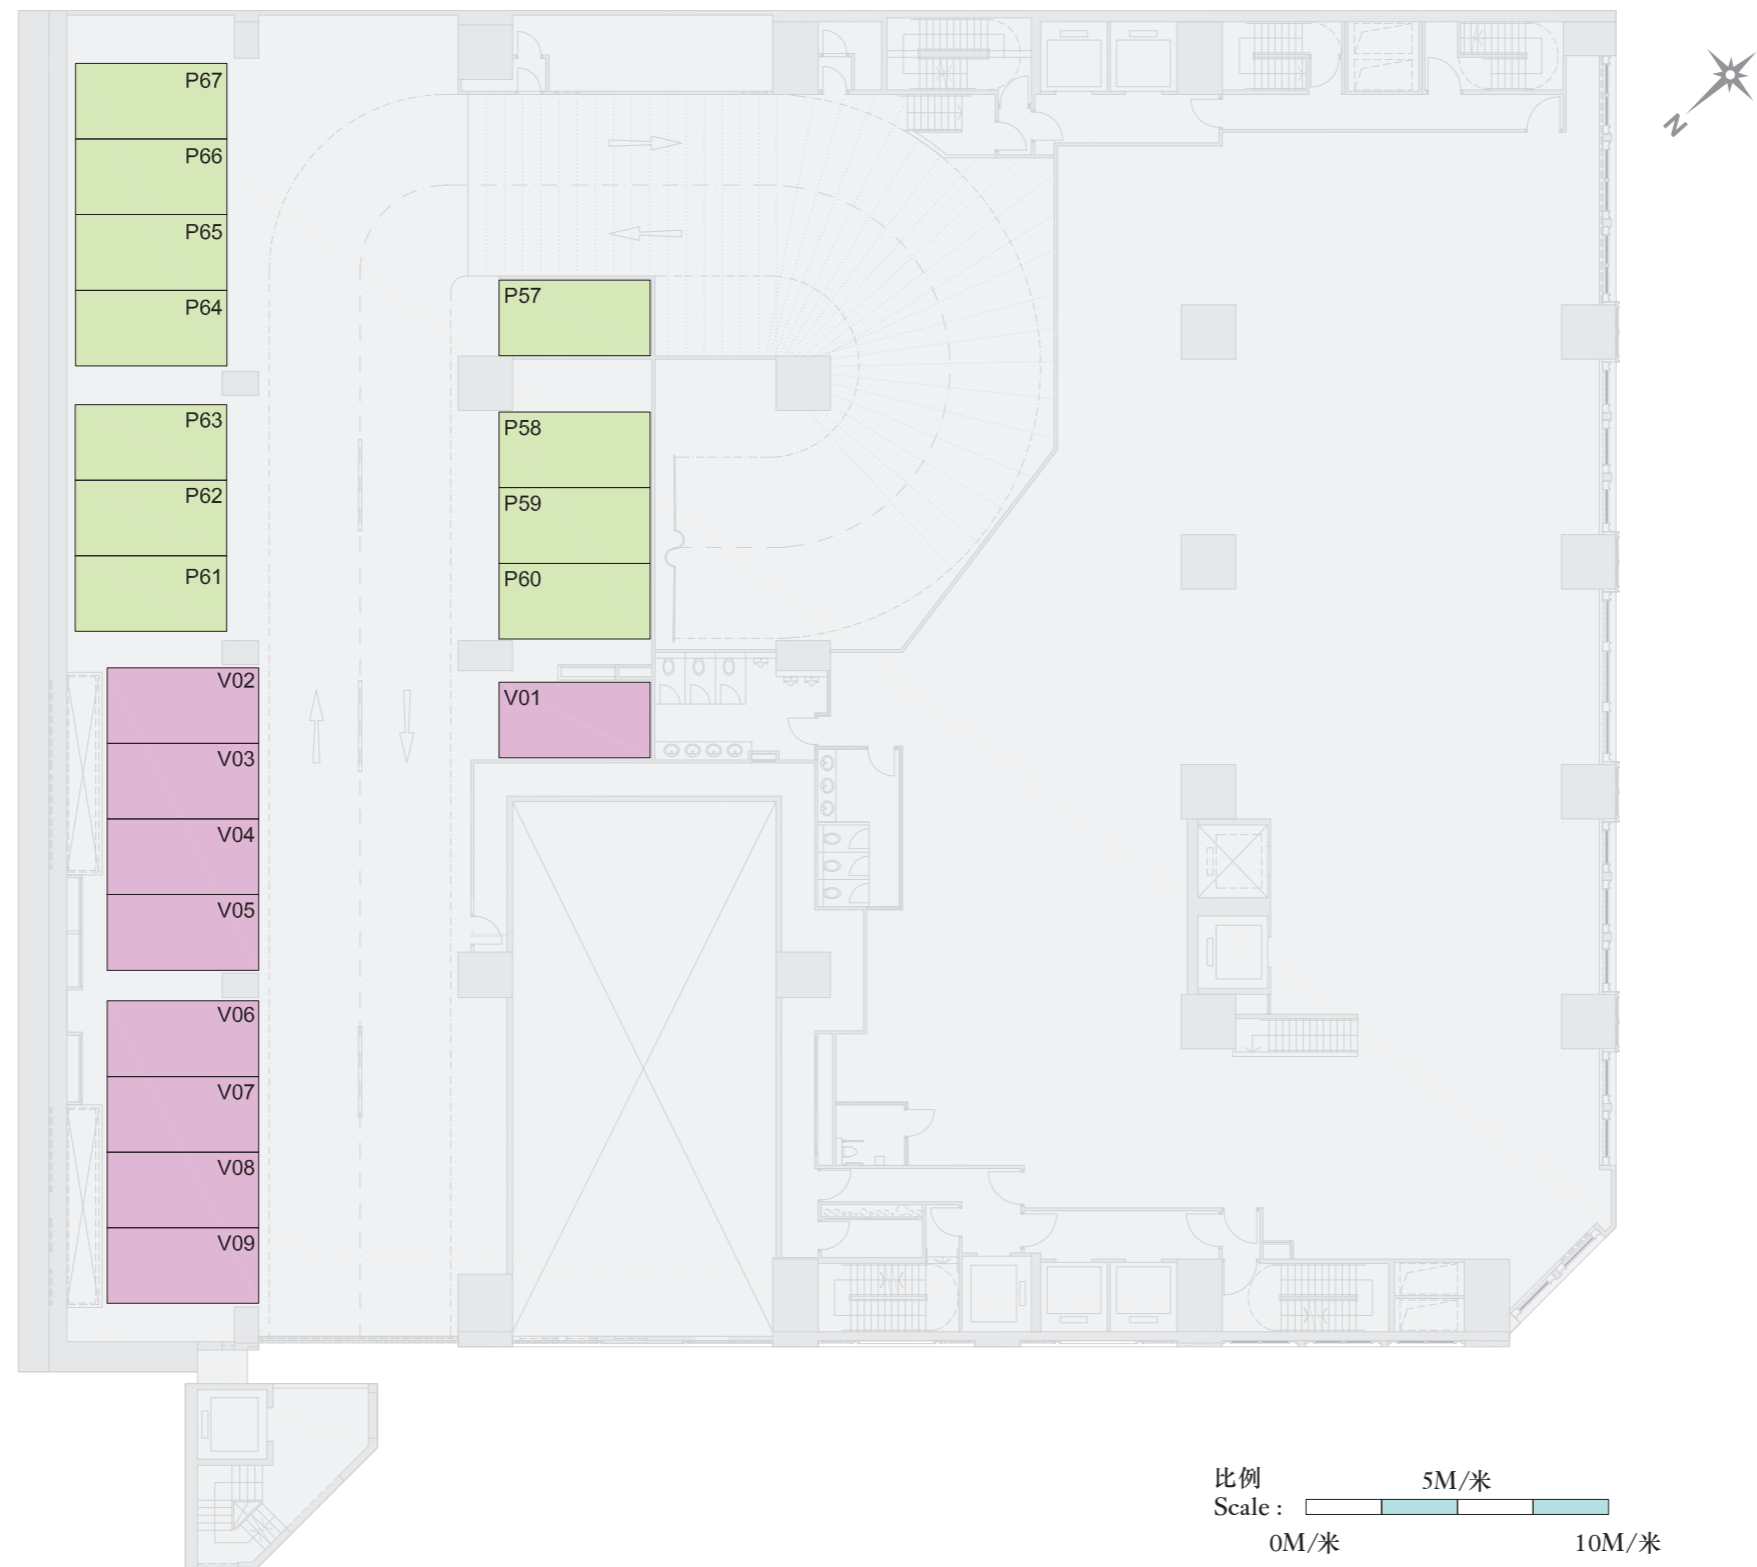 P67
P66
P65
P64
P63
P62
P61
P57
P58
P59
P60
V01
V02
V03
V04
V05
V06
V07
V08
V09
N
比例
Scale :
5M/米
0M/米
10M/米